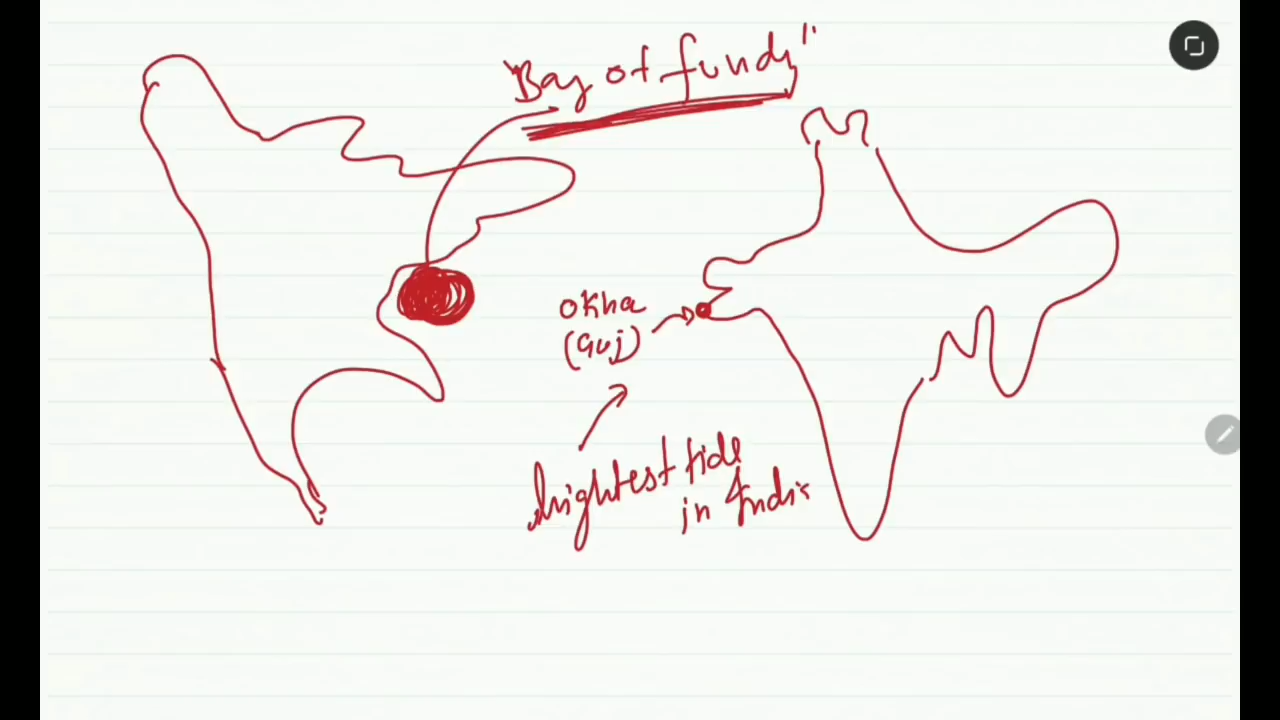 "Bay of fundy"
okha
(Guj)
highest tide
in India